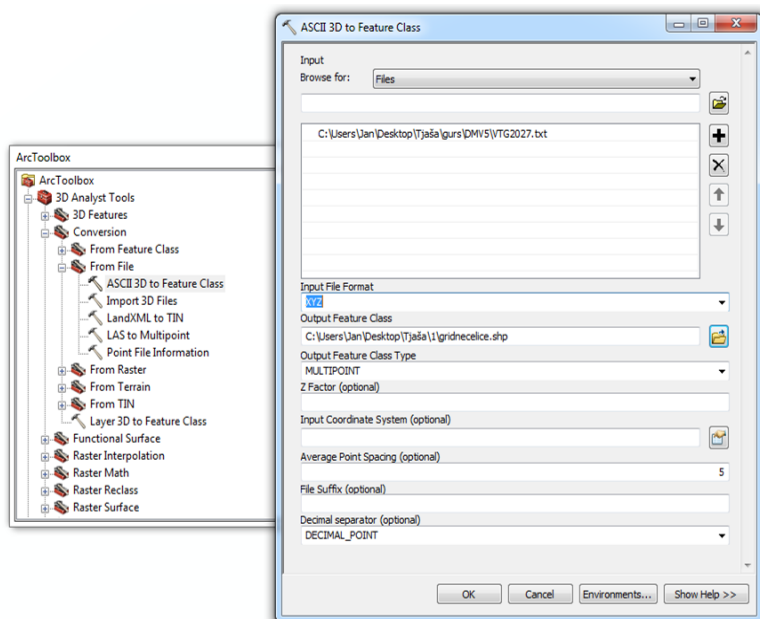 ArcToolbox
ArcToolbox
3D Analyst Tools
3D Features
Conversion
From Feature Class
From File
ASCII 3D to Feature Class
Import 3D Files
LandXML to TIN
LAS to Multipoint
Point File Information
From Raster
From Terrain
From TIN
Layer 3D to Feature Class
Functional Surface
Raster Interpolation
Raster Math
Raster Reclass
Raster Surface
ASCII 3D to Feature Class
Input
Browse for:
Files
C:\Users\Jan\Desktop\Tjaša\gurs\DMV5\VTG2027.txt
Input File Format
XYZ
Output Feature Class
C:\Users\Jan\Desktop\Tjaša\1\gridnecelice.shp
Output Feature Class Type
MULTIPOINT
Z Factor (optional)
Input Coordinate System (optional)
Average Point Spacing (optional)
5
File Suffix (optional)
Decimal separator (optional)
DECIMAL_POINT
OK
Cancel
Environments...
Show Help >>